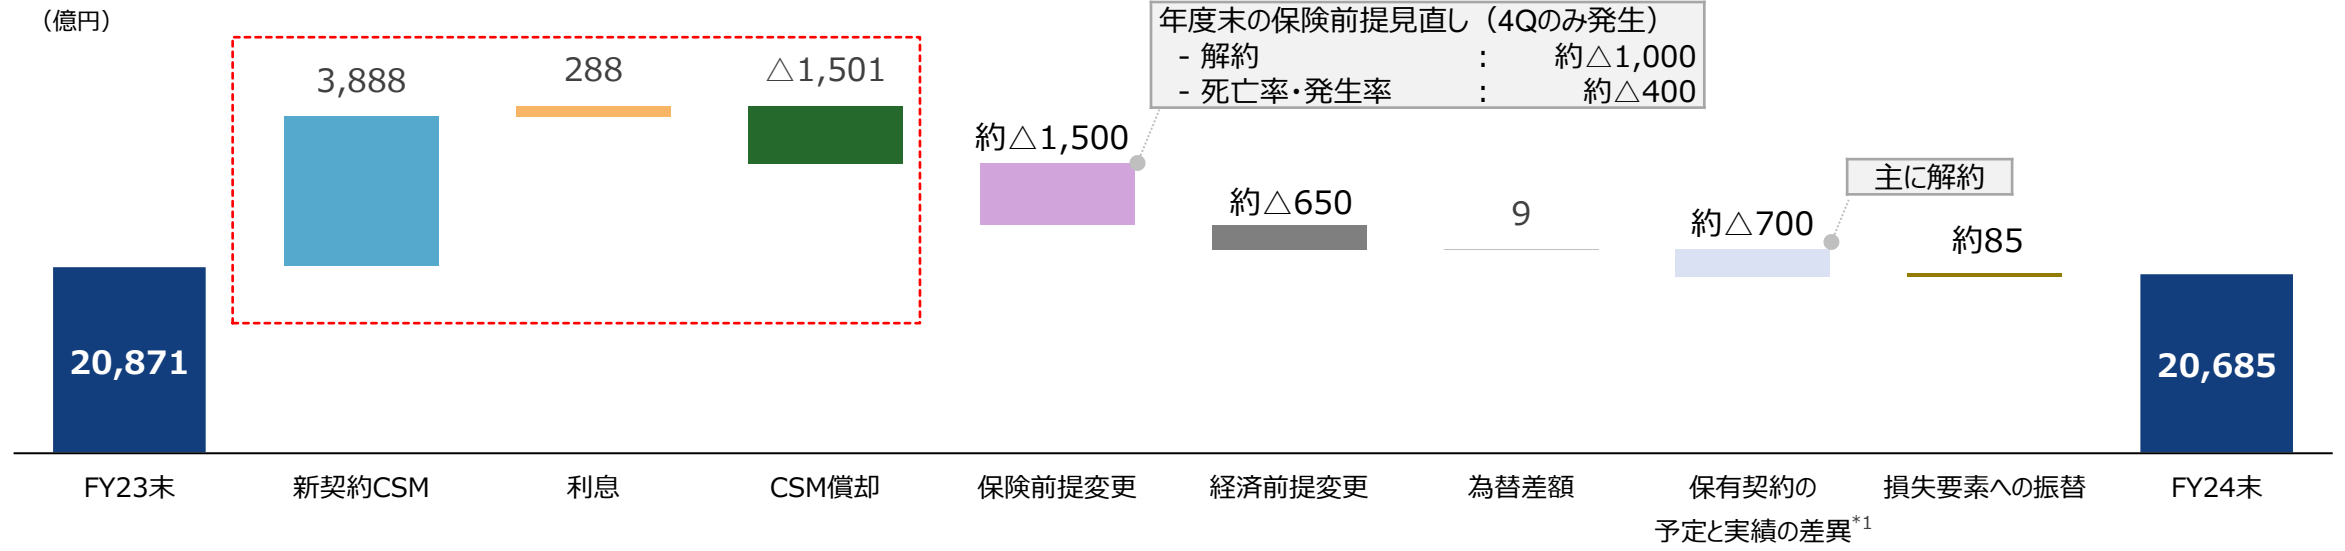 （億円）
年度末の保険前提見直し（4Qのみ発生）
- 解約 : 約△1,000
- 死亡率・発生率 : 約△400
3,888
288
△1,501
約△1,500
約△650
9
約△700
主に解約
約85
20,871
20,685
FY23末
新契約CSM
利息
CSM償却
保険前提変更
経済前提変更
為替差額
保有契約の
予定と実績の差異*1
損失要素への振替
FY24末